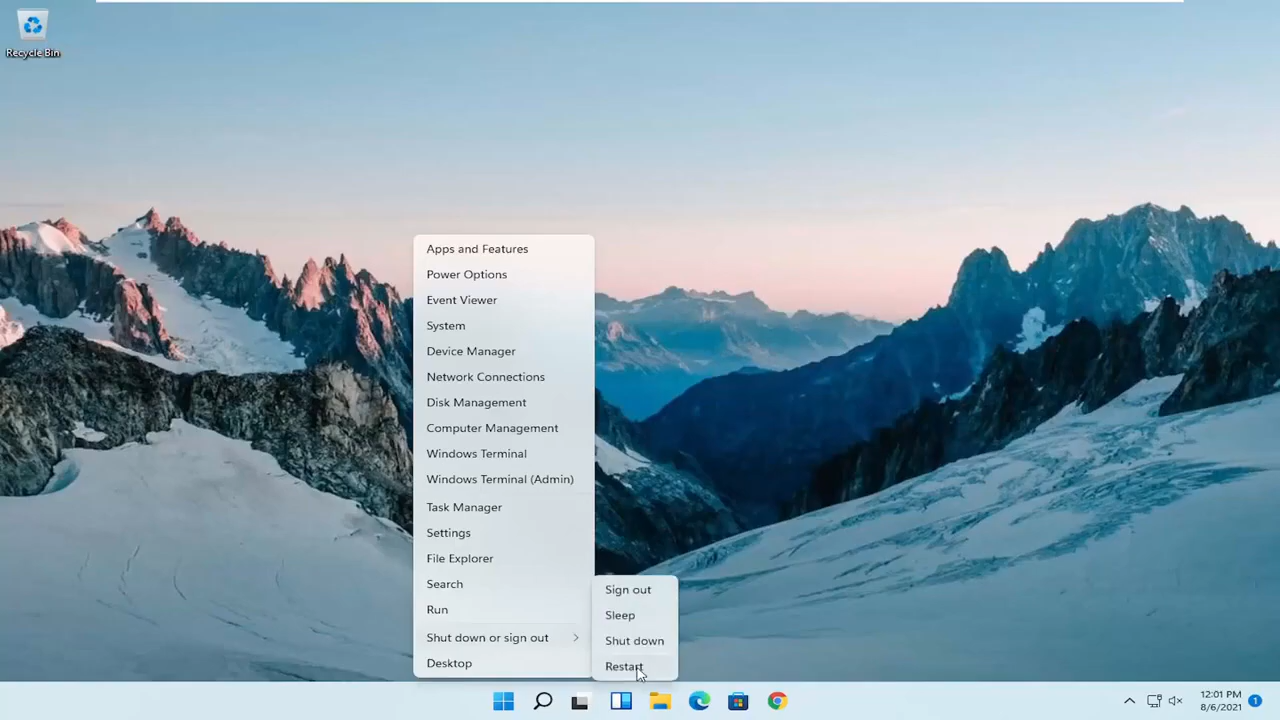 Recycle Bin
Apps and Features
Power Options
Event Viewer
System
Device Manager
Network Connections
Disk Management
Computer Management
Windows Terminal
Windows Terminal (Admin)
Task Manager
Settings
File Explorer
Search
Run
Shut down or sign out
Desktop
Sign out
Sleep
Shut down
Restart
12:01 PM
8/6/2021
1